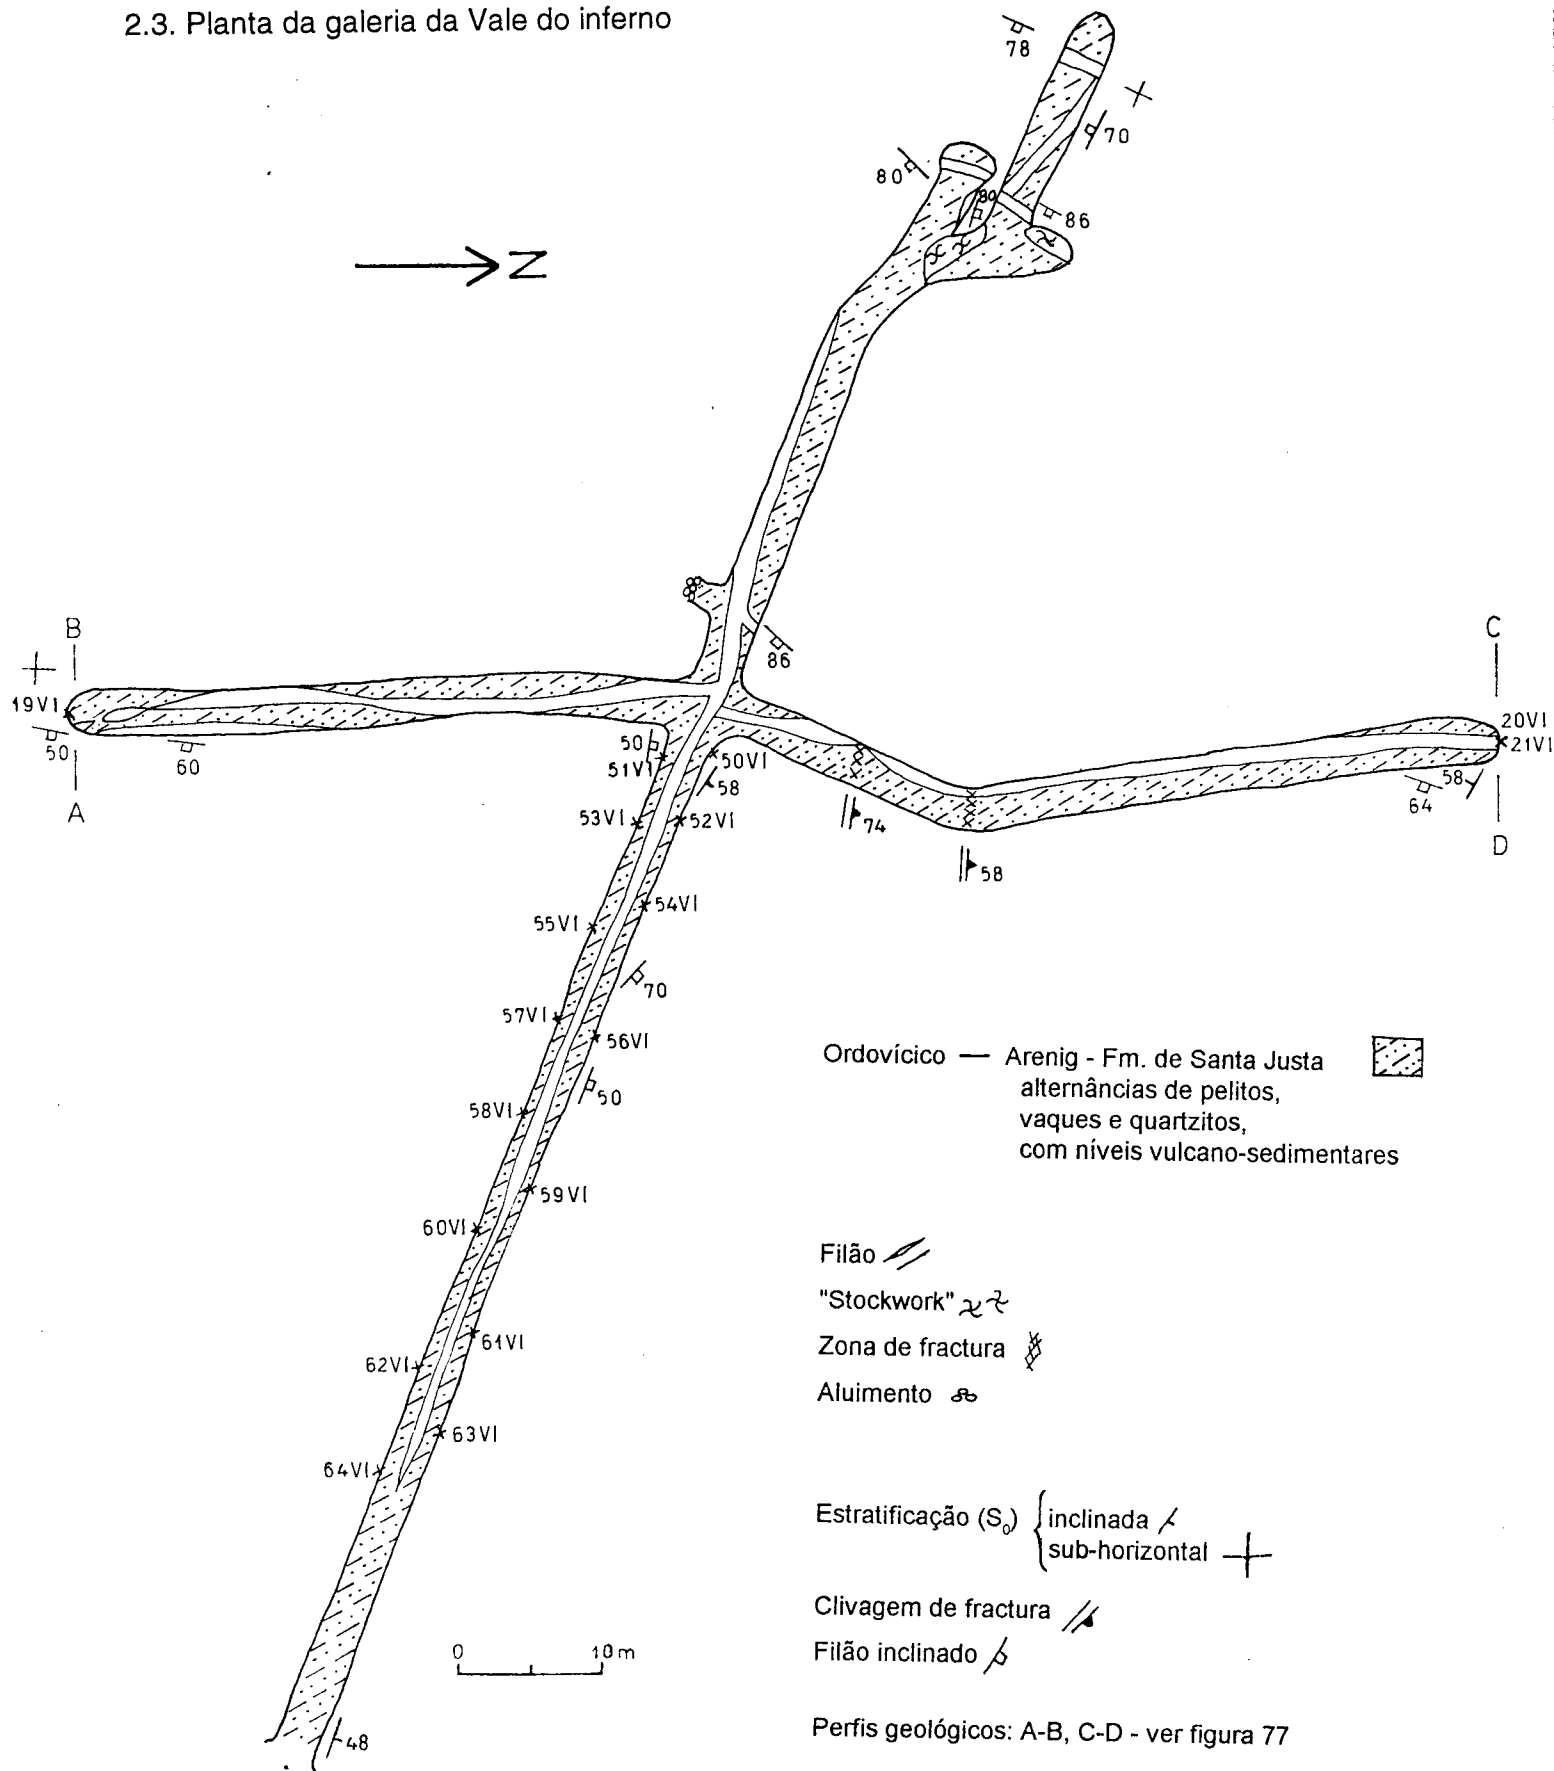 2.3. Planta da galeria da Vale do inferno
78
70
80
80
86
N
86
B
C
19VI
50
60
A
50
51VI
50VI
58
20VI
21VI
58
64
D
53VI
52VI
74
58
55VI
54VI
70
57VI
56VI
50
58VI
59VI
60VI
61VI
62VI
63VI
64VI
48
Ordovícico — Arenig - Fm. de Santa Justa
alternâncias de pelitos,
vaques e quartzitos,
com níveis vulcano-sedimentares
Filão
"Stockwork"
Zona de fractura
Aluimento
Estratificação (S₀) inclinada
sub-horizontal
Clivagem de fractura
Filão inclinado
0 10m
Perfis geológicos: A-B, C-D - ver figura 77